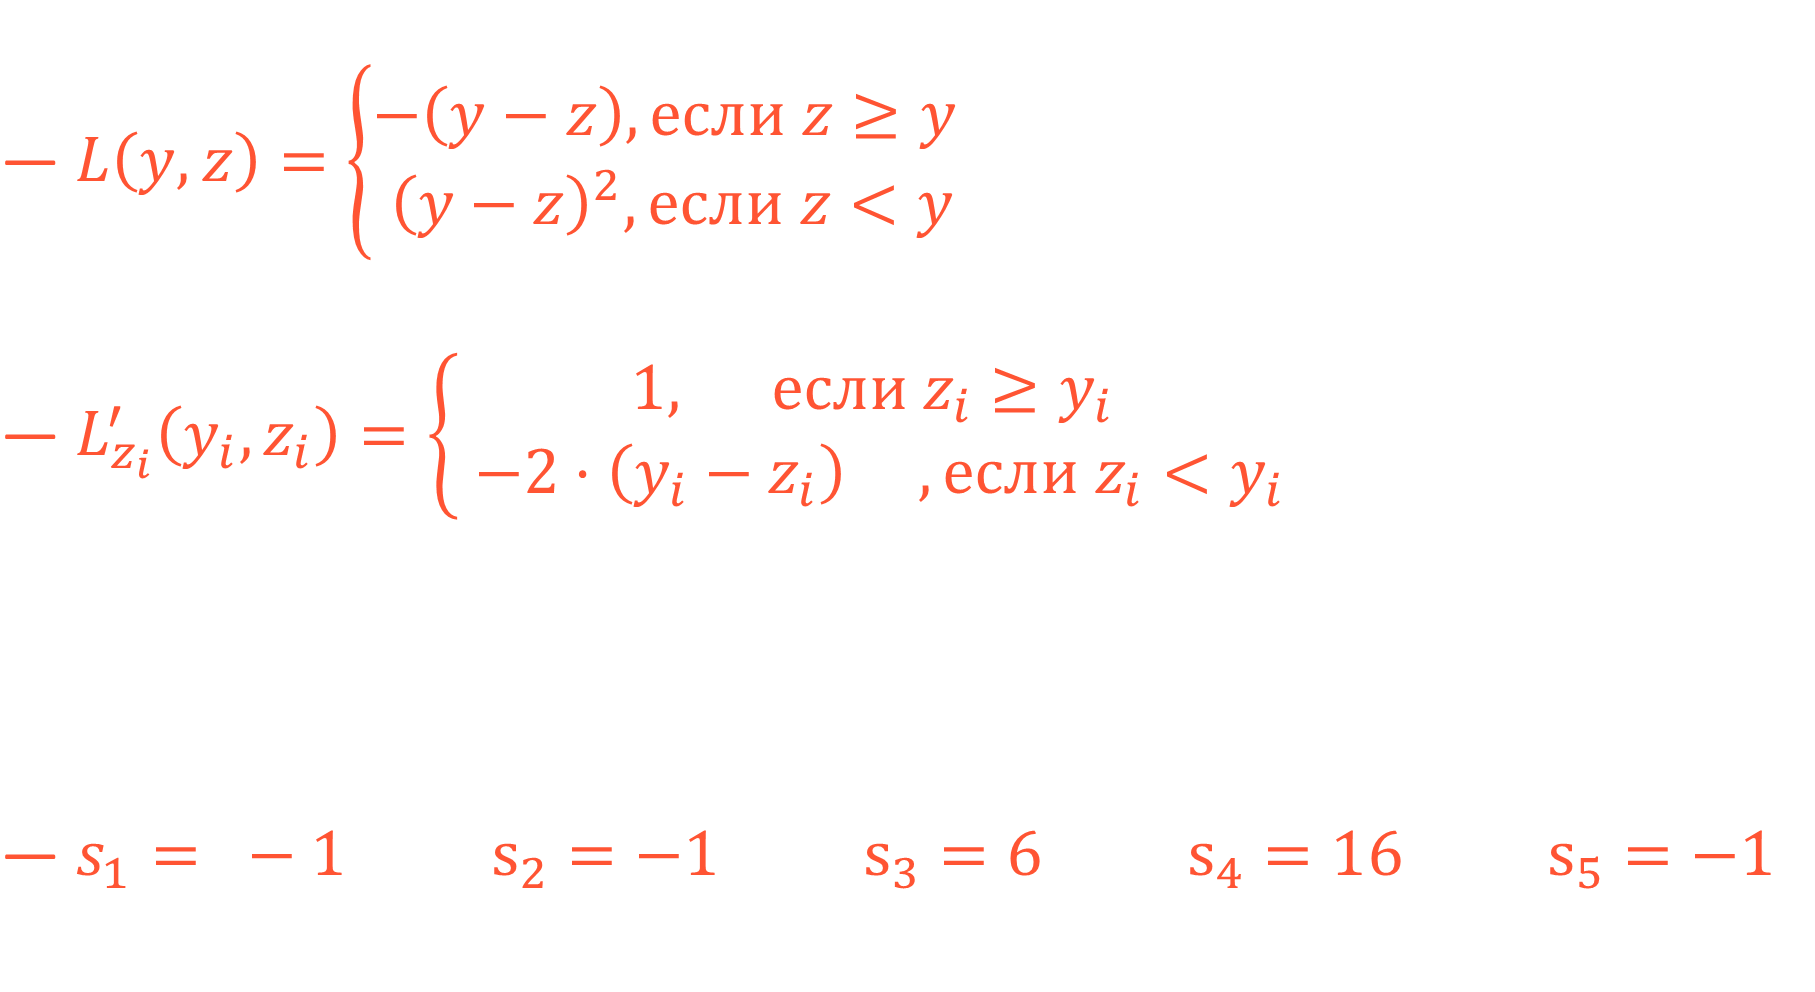 — L(y, z) = { −(y − z), если z ≥ y
(y − z)², если z < y
— L′_{z_i}(y_i, z_i) = { 1, если z_i ≥ y_i
−2 · (y_i − z_i) , если z_i < y_i
— s₁ = − 1 s₂ = −1 s₃ = 6 s₄ = 16 s₅ = −1